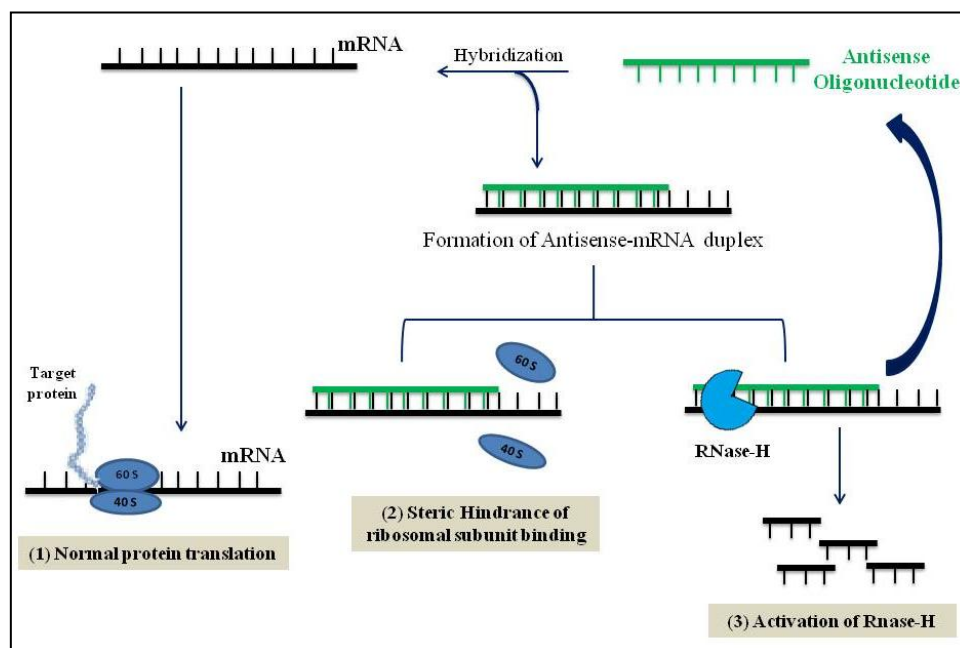 mRNA
Hybridization
Antisense
Oligonucleotide
Formation of Antisense-mRNA duplex
Target
protein
mRNA
60 S
40 S
(1) Normal protein translation
60 S
40 S
(2) Steric Hindrance of
ribosomal subunit binding
RNase-H
(3) Activation of Rnase-H